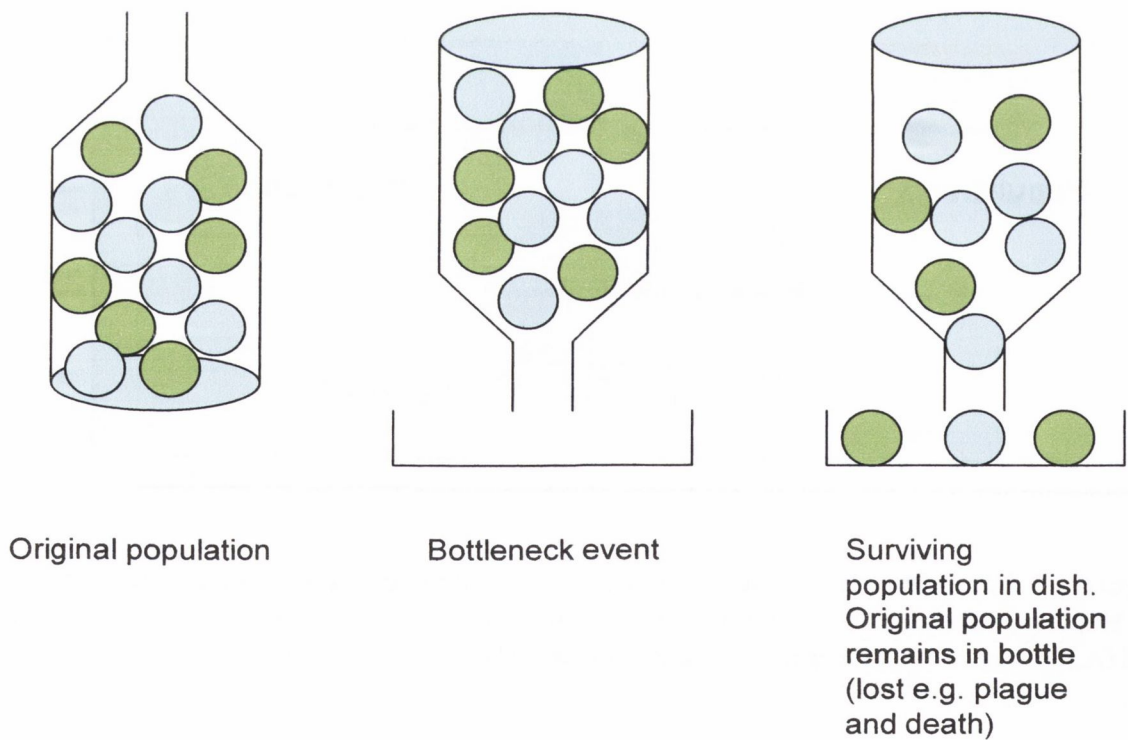 Original population
Bottleneck event
Surviving
population in dish.
Original population
remains in bottle
(lost e.g. plague
and death)